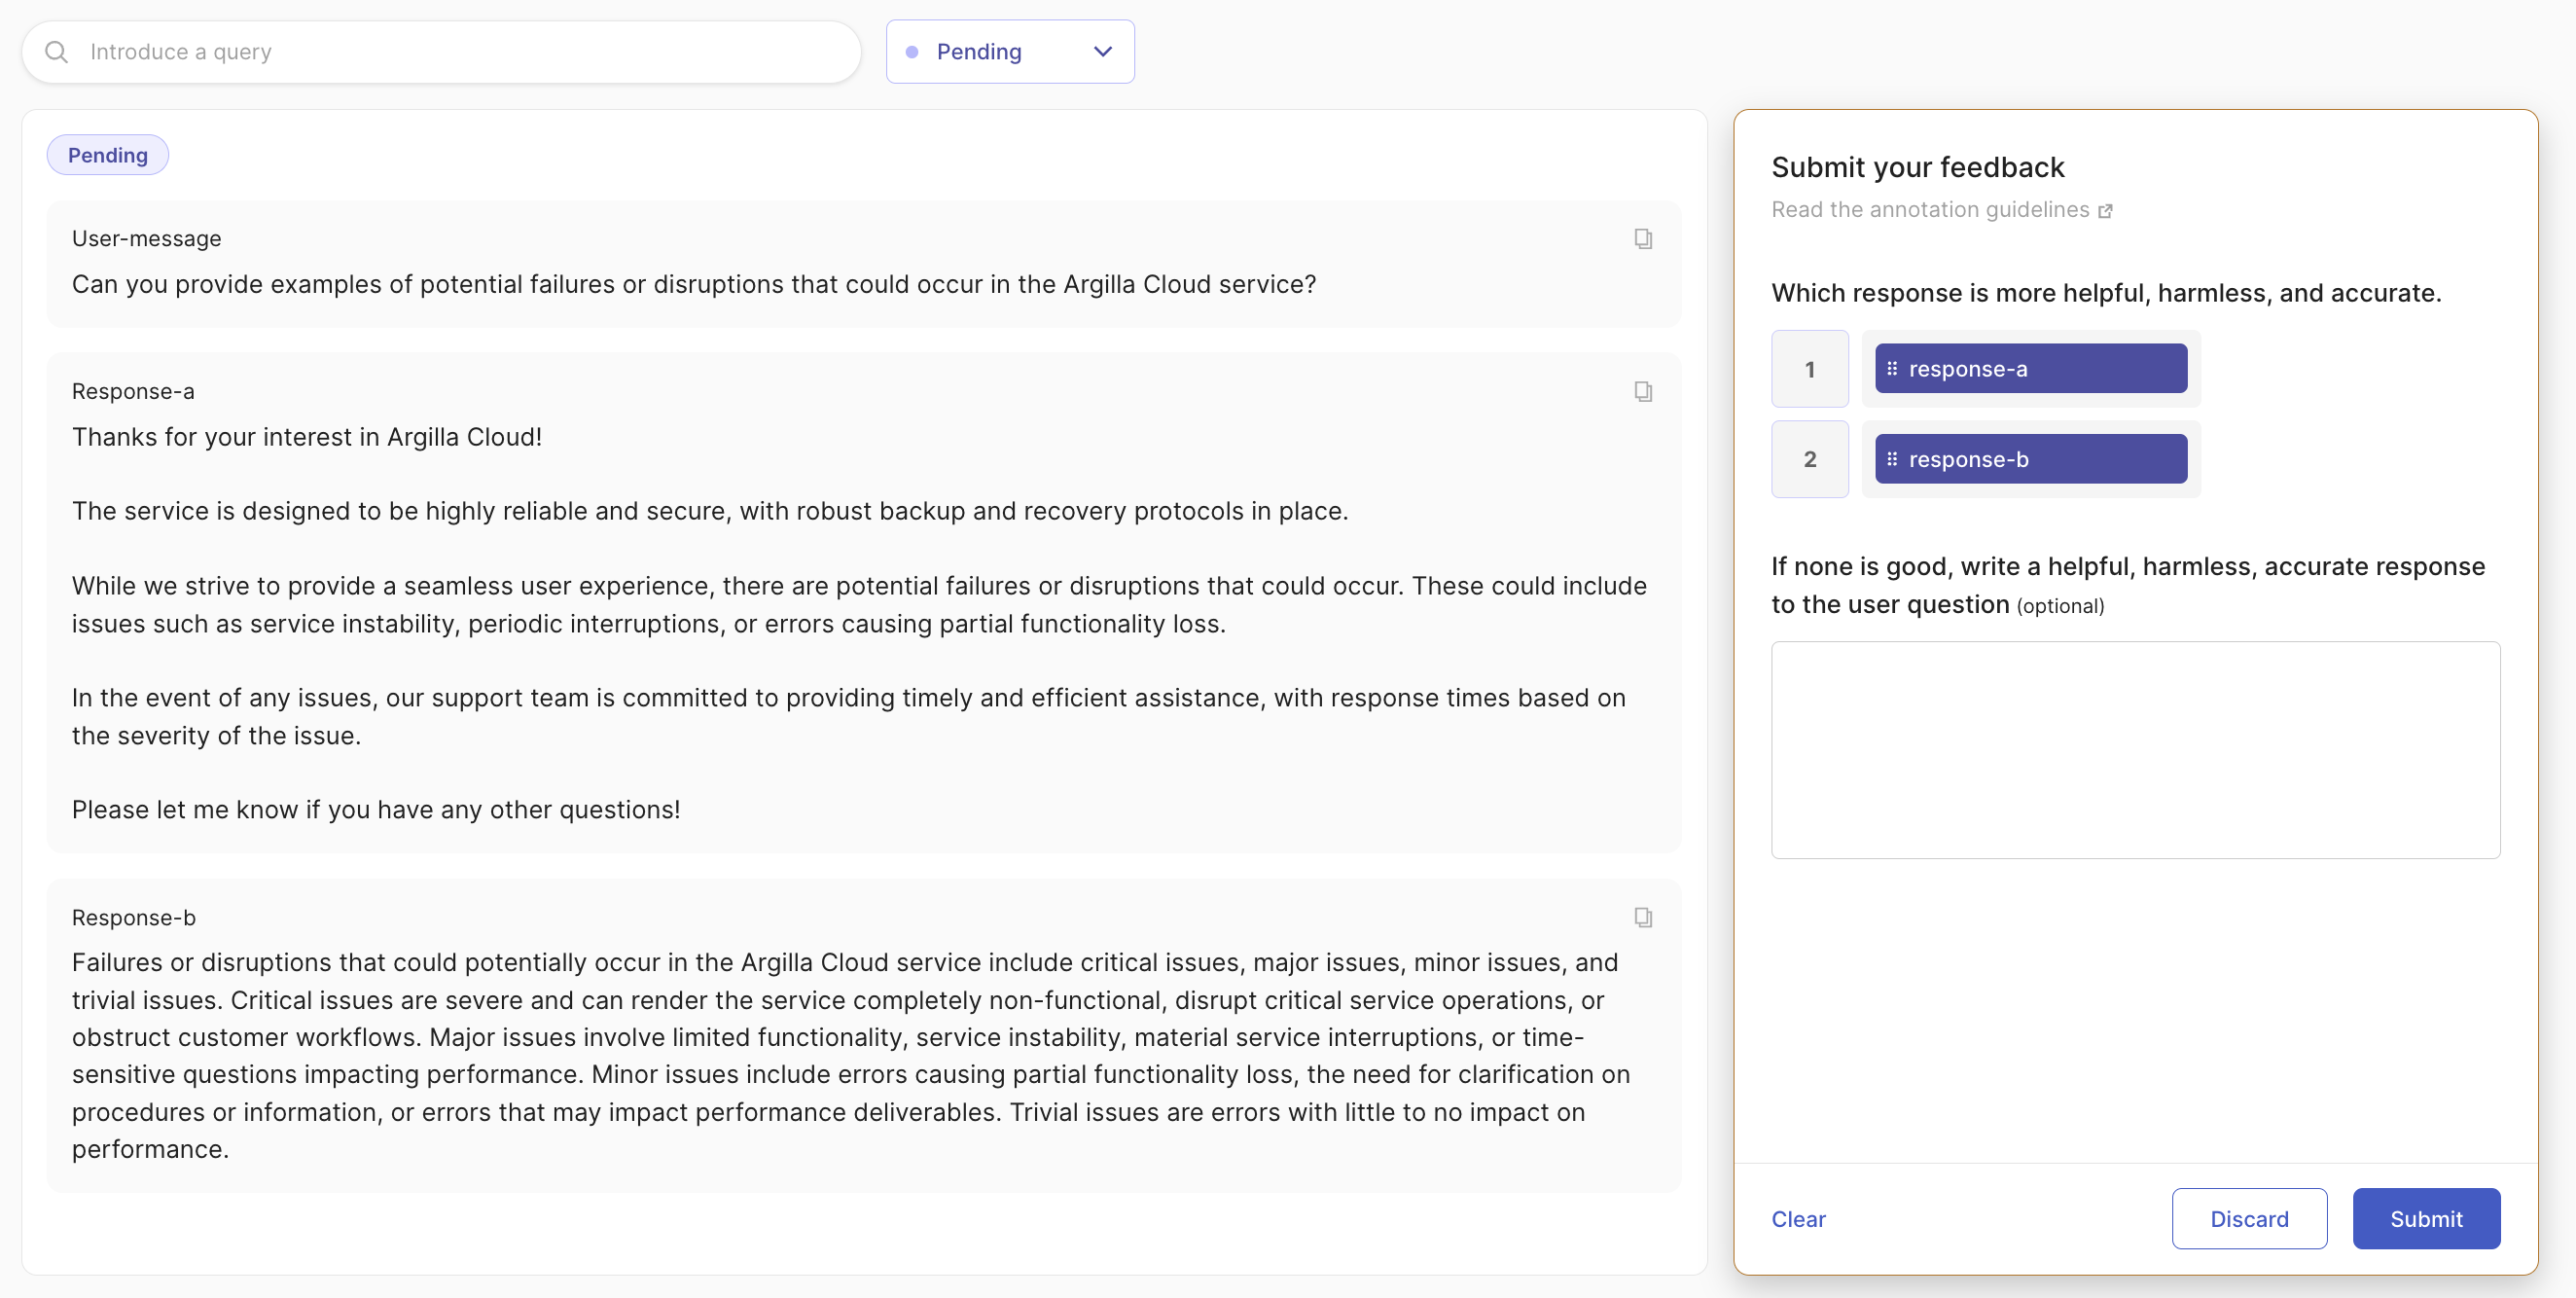 Introduce a query
Pending
Pending
User-message
Can you provide examples of potential failures or disruptions that could occur in the Argilla Cloud service?
Response-a
Thanks for your interest in Argilla Cloud!
The service is designed to be highly reliable and secure, with robust backup and recovery protocols in place.
While we strive to provide a seamless user experience, there are potential failures or disruptions that could occur. These could include
issues such as service instability, periodic interruptions, or errors causing partial functionality loss.
In the event of any issues, our support team is committed to providing timely and efficient assistance, with response times based on
the severity of the issue.
Please let me know if you have any other questions!
Response-b
Failures or disruptions that could potentially occur in the Argilla Cloud service include critical issues, major issues, minor issues, and
trivial issues. Critical issues are severe and can render the service completely non-functional, disrupt critical service operations, or
obstruct customer workflows. Major issues involve limited functionality, service instability, material service interruptions, or time-
sensitive questions impacting performance. Minor issues include errors causing partial functionality loss, the need for clarification on
procedures or information, or errors that may impact performance deliverables. Trivial issues are errors with little to no impact on
performance.
Submit your feedback
Read the annotation guidelines
Which response is more helpful, harmless, and accurate.
1 response-a
2 response-b
If none is good, write a helpful, harmless, accurate response
to the user question (optional)
Clear
Discard
Submit